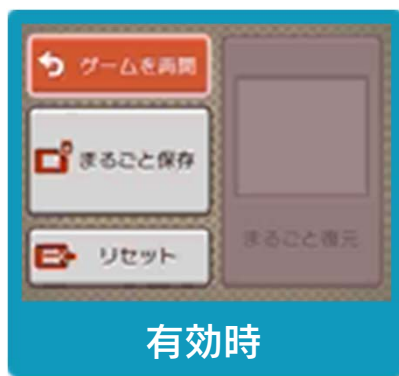 ゲームを再開
まるごと保存
リセット
まるごと復元
有効時